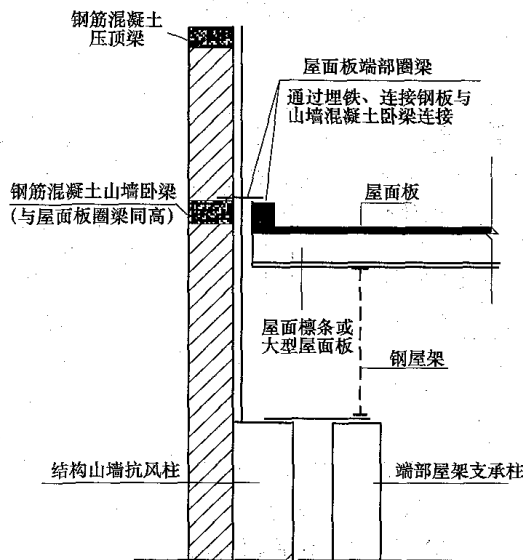 钢筋混凝土
压顶梁
屋面板端部圈梁
通过埋铁、连接钢板与
山墙混凝土卧梁连接
钢筋混凝土山墙卧梁
(与屋面板圈梁同高)
屋面板
屋面檩条或
大型屋面板
钢屋架
结构山墙抗风柱
端部屋架支承柱